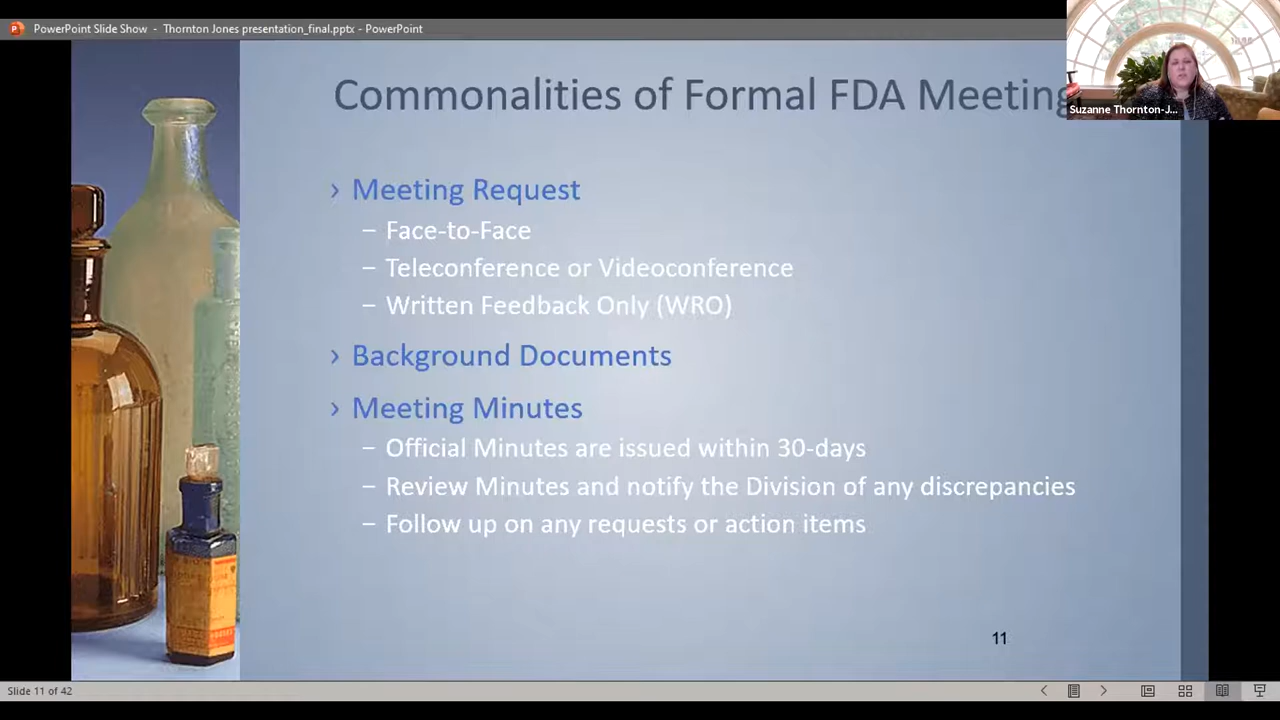 PowerPoint Slide Show - Thornton Jones presentation_final.pptx - PowerPoint
Suzanne Thornton-J...
Commonalities of Formal FDA Meeting
› Meeting Request
– Face-to-Face
– Teleconference or Videoconference
– Written Feedback Only (WRO)
› Background Documents
› Meeting Minutes
– Official Minutes are issued within 30-days
– Review Minutes and notify the Division of any discrepancies
– Follow up on any requests or action items
11
Slide 11 of 42